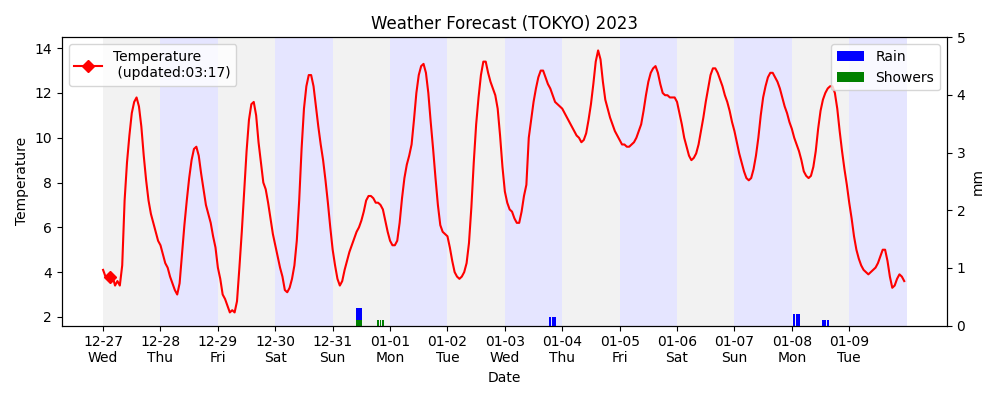 Weather Forecast (TOKYO) 2023
Temperature
(updated:03:17)
Rain
Showers
14
12
10
8
6
4
2
Temperature
5
4
3
2
1
0
mm
12-27 12-28 12-29 12-30 12-31 01-01 01-02 01-03 01-04 01-05 01-06 01-07 01-08 01-09
Wed Thu Fri Sat Sun Mon Tue Wed Thu Fri Sat Sun Mon Tue
Date